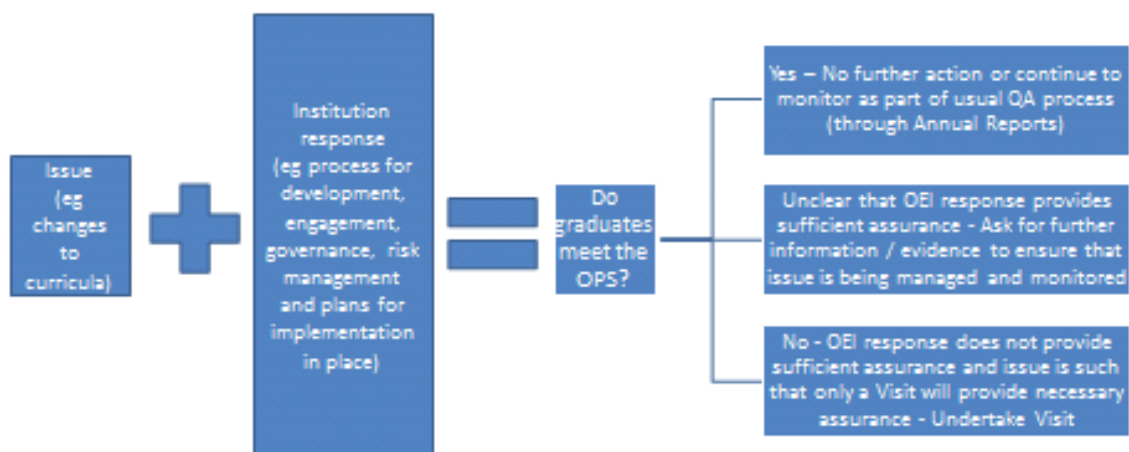 Issue
(eg
changes
to
curricula)
Institution
response
(eg process for
development,
engagement,
governance, risk
management
and plans for
implementation
in place)
Do
graduates
meet the
OPS?
Yes – No further action or continue to
monitor as part of usual QA process
(through Annual Reports)
Unclear that OEI response provides
sufficient assurance - Ask for further
information / evidence to ensure that
issue is being managed and monitored
No - OEI response does not provide
sufficient assurance and issue is such
that only a Visit will provide necessary
assurance - Undertake Visit